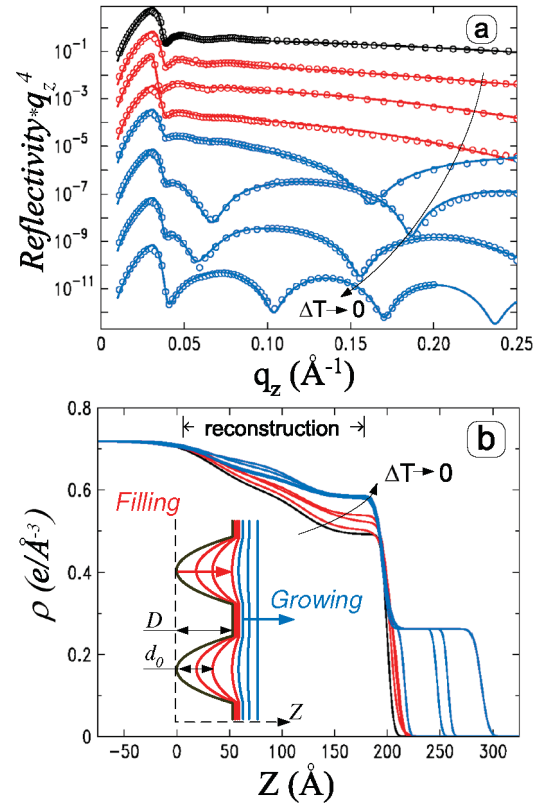 a
Reflectivity*q_z^4
10^-1
10^-3
10^-5
10^-7
10^-9
10^-11
ΔT→0
0 0.05 0.10 0.15 0.20 0.25
q_z (Å^-1)
b
reconstruction
ΔT→0
Filling
Growing
D
d_0
Z
ρ (e/Å^-3)
0.8
0.6
0.4
0.2
0
-50 0 50 100 150 200 250 300
Z (Å)